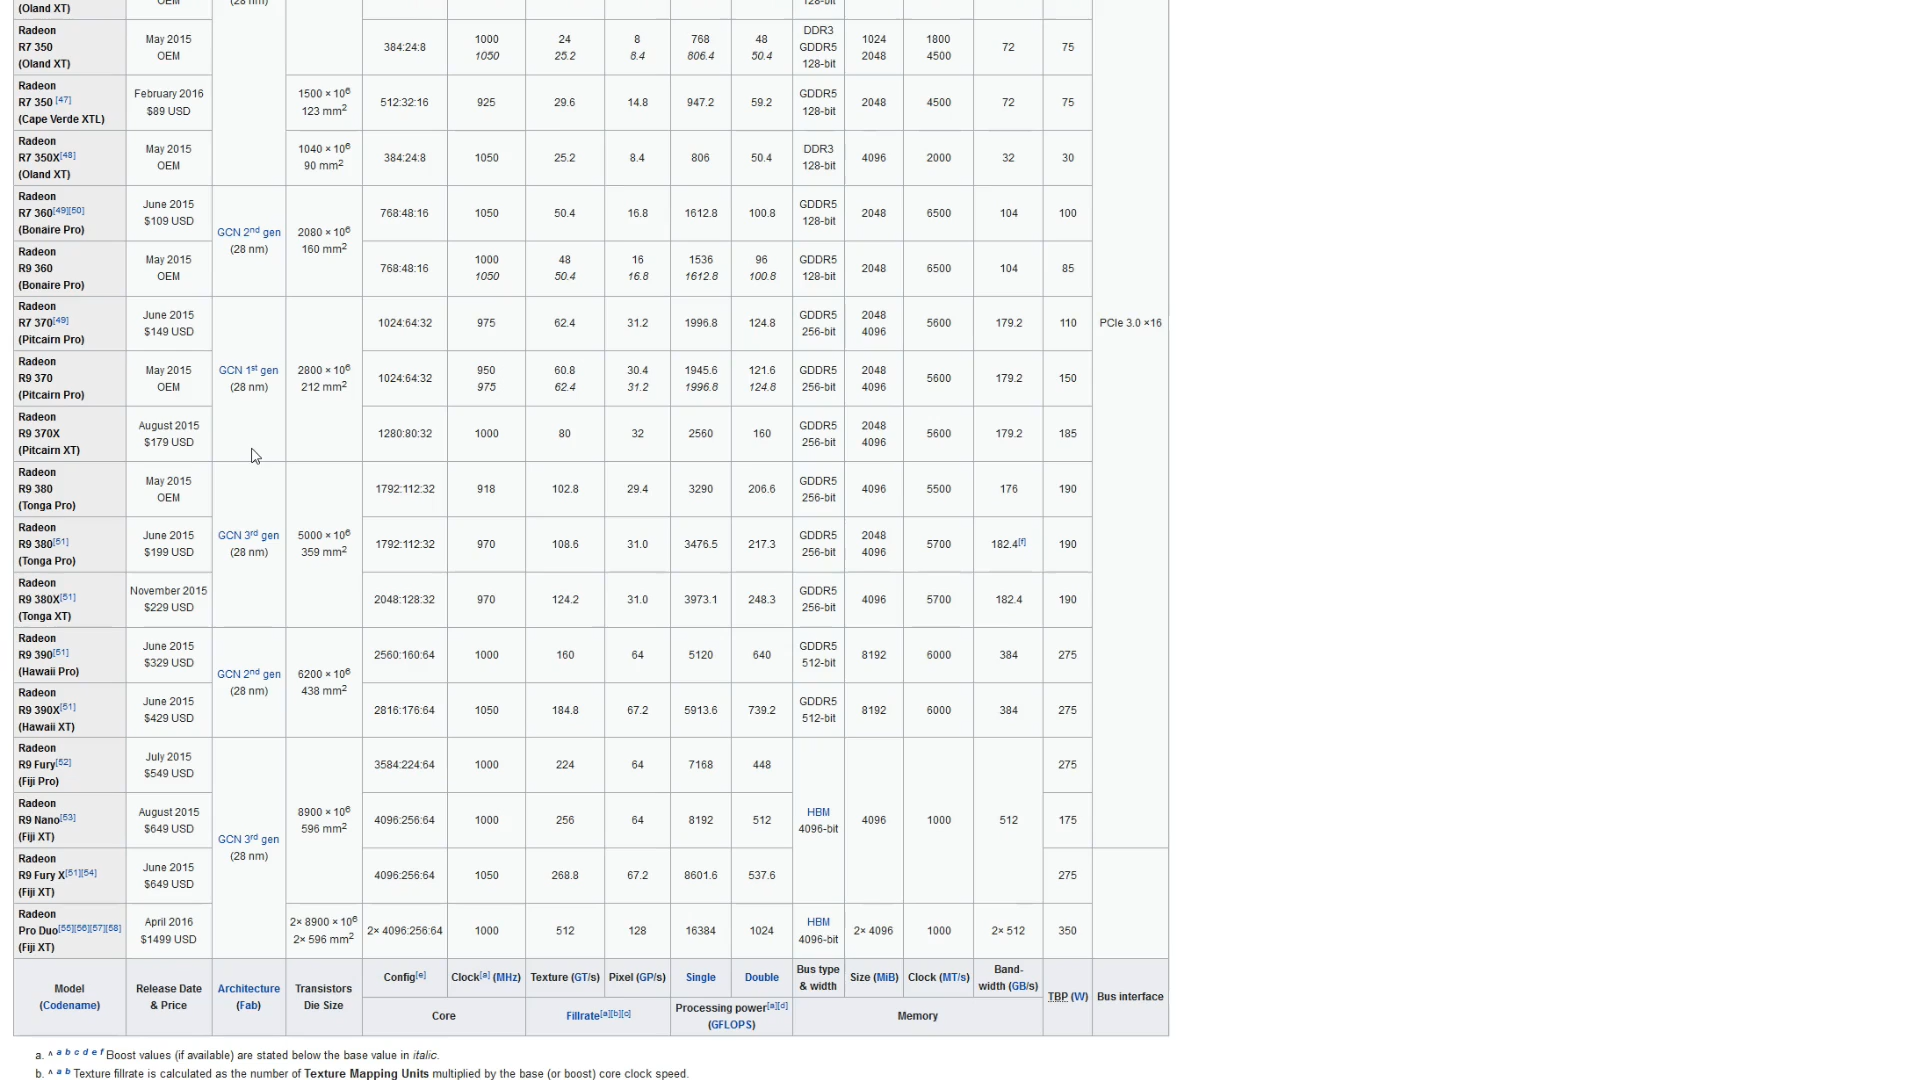 (Oland XT) OEM (28 nm) 128-bit
Radeon R7 350 (Oland XT) May 2015 OEM 384:24:8 1000 1050 24 25.2 8 8.4 768 806.4 48 50.4 DDR3 GDDR5 128-bit 1024 2048 1800 4500 72 75
Radeon R7 350 [47] (Cape Verde XTL) February 2016 $89 USD 1500 × 10⁶ 123 mm² 512:32:16 925 29.6 14.8 947.2 59.2 GDDR5 128-bit 2048 4500 72 75
Radeon R7 350X[48] (Oland XT) May 2015 OEM 1040 × 10⁶ 90 mm² 384:24:8 1050 25.2 8.4 806 50.4 DDR3 128-bit 4096 2000 32 30
Radeon R7 360[49][50] (Bonaire Pro) June 2015 $109 USD GCN 2nd gen (28 nm) 2080 × 10⁶ 160 mm² 768:48:16 1050 50.4 16.8 1612.8 100.8 GDDR5 128-bit 2048 6500 104 100
Radeon R9 360 (Bonaire Pro) May 2015 OEM 768:48:16 1000 1050 48 50.4 16 16.8 1536 1612.8 96 100.8 GDDR5 128-bit 2048 6500 104 85
Radeon R7 370[49] (Pitcairn Pro) June 2015 $149 USD GCN 1st gen (28 nm) 2800 × 10⁶ 212 mm² 1024:64:32 975 62.4 31.2 1996.8 124.8 GDDR5 256-bit 2048 4096 5600 179.2 110 PCIe 3.0 ×16
Radeon R9 370 (Pitcairn Pro) May 2015 OEM 1024:64:32 950 975 60.8 62.4 30.4 31.2 1945.6 1996.8 121.6 124.8 GDDR5 256-bit 2048 4096 5600 179.2 150
Radeon R9 370X (Pitcairn XT) August 2015 $179 USD 1280:80:32 1000 80 32 2560 160 GDDR5 256-bit 2048 4096 5600 179.2 185
Radeon R9 380 (Tonga Pro) May 2015 OEM GCN 3rd gen (28 nm) 5000 × 10⁶ 359 mm² 1792:112:32 918 102.8 29.4 3290 206.6 GDDR5 256-bit 4096 5500 176 190
Radeon R9 380[51] (Tonga Pro) June 2015 $199 USD 1792:112:32 970 108.6 31.0 3476.5 217.3 GDDR5 256-bit 2048 4096 5700 182.4[f] 190
Radeon R9 380X[51] (Tonga XT) November 2015 $229 USD 2048:128:32 970 124.2 31.0 3973.1 248.3 GDDR5 256-bit 4096 5700 182.4 190
Radeon R9 390[51] (Hawaii Pro) June 2015 $329 USD GCN 2nd gen (28 nm) 6200 × 10⁶ 438 mm² 2560:160:64 1000 160 64 5120 640 GDDR5 512-bit 8192 6000 384 275
Radeon R9 390X[51] (Hawaii XT) June 2015 $429 USD 2816:176:64 1050 184.8 67.2 5913.6 739.2 GDDR5 512-bit 8192 6000 384 275
Radeon R9 Fury[52] (Fiji Pro) July 2015 $549 USD GCN 3rd gen (28 nm) 8900 × 10⁶ 596 mm² 3584:224:64 1000 224 64 7168 448 HBM 4096-bit 4096 1000 512 275
Radeon R9 Nano[53] (Fiji XT) August 2015 $649 USD 4096:256:64 1000 256 64 8192 512 175
Radeon R9 Fury X[51][54] (Fiji XT) June 2015 $649 USD 4096:256:64 1050 268.8 67.2 8601.6 537.6 275
Radeon Pro Duo[55][56][57][58] (Fiji XT) April 2016 $1499 USD 2× 8900 × 10⁶ 2× 596 mm² 2× 4096:256:64 1000 512 128 16384 1024 HBM 4096-bit 2× 4096 1000 2× 512 350
Model (Codename) Release Date & Price Architecture (Fab) Transistors Die Size Config[e] Clock[a] (MHz) Texture (GT/s) Pixel (GP/s) Single Double Bus type & width Size (MiB) Clock (MT/s) Band-width (GB/s) TBP (W) Bus interface
Core Fillrate[a][b][c] Processing power[a][d] (GFLOPS) Memory
a. ^ a b c d e f Boost values (if available) are stated below the base value in italic.
b. ^ a b Texture fillrate is calculated as the number of Texture Mapping Units multiplied by the base (or boost) core clock speed.